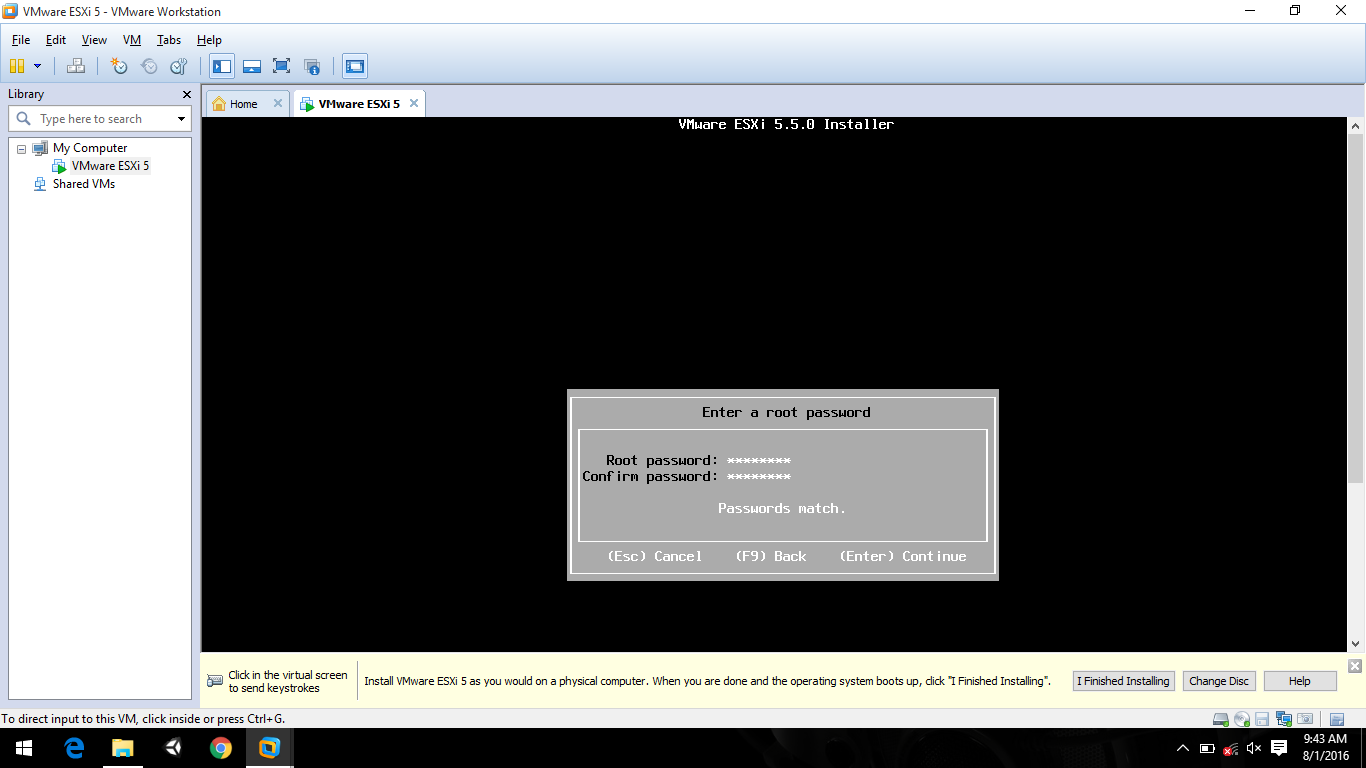 VMware ESXi 5 - VMware Workstation
File Edit View VM Tabs Help
Library
Type here to search
My Computer
VMware ESXi 5
Shared VMs
Home
VMware ESXi 5
VMware ESXi 5.5.0 Installer
Enter a root password
Root password: ********
Confirm password: ********
Passwords match.
(Esc) Cancel (F9) Back (Enter) Continue
Click in the virtual screen
to send keystrokes
Install VMware ESXi 5 as you would on a physical computer. When you are done and the operating system boots up, click "I Finished Installing".
I Finished Installing Change Disc Help
To direct input to this VM, click inside or press Ctrl+G.
9:43 AM
8/1/2016